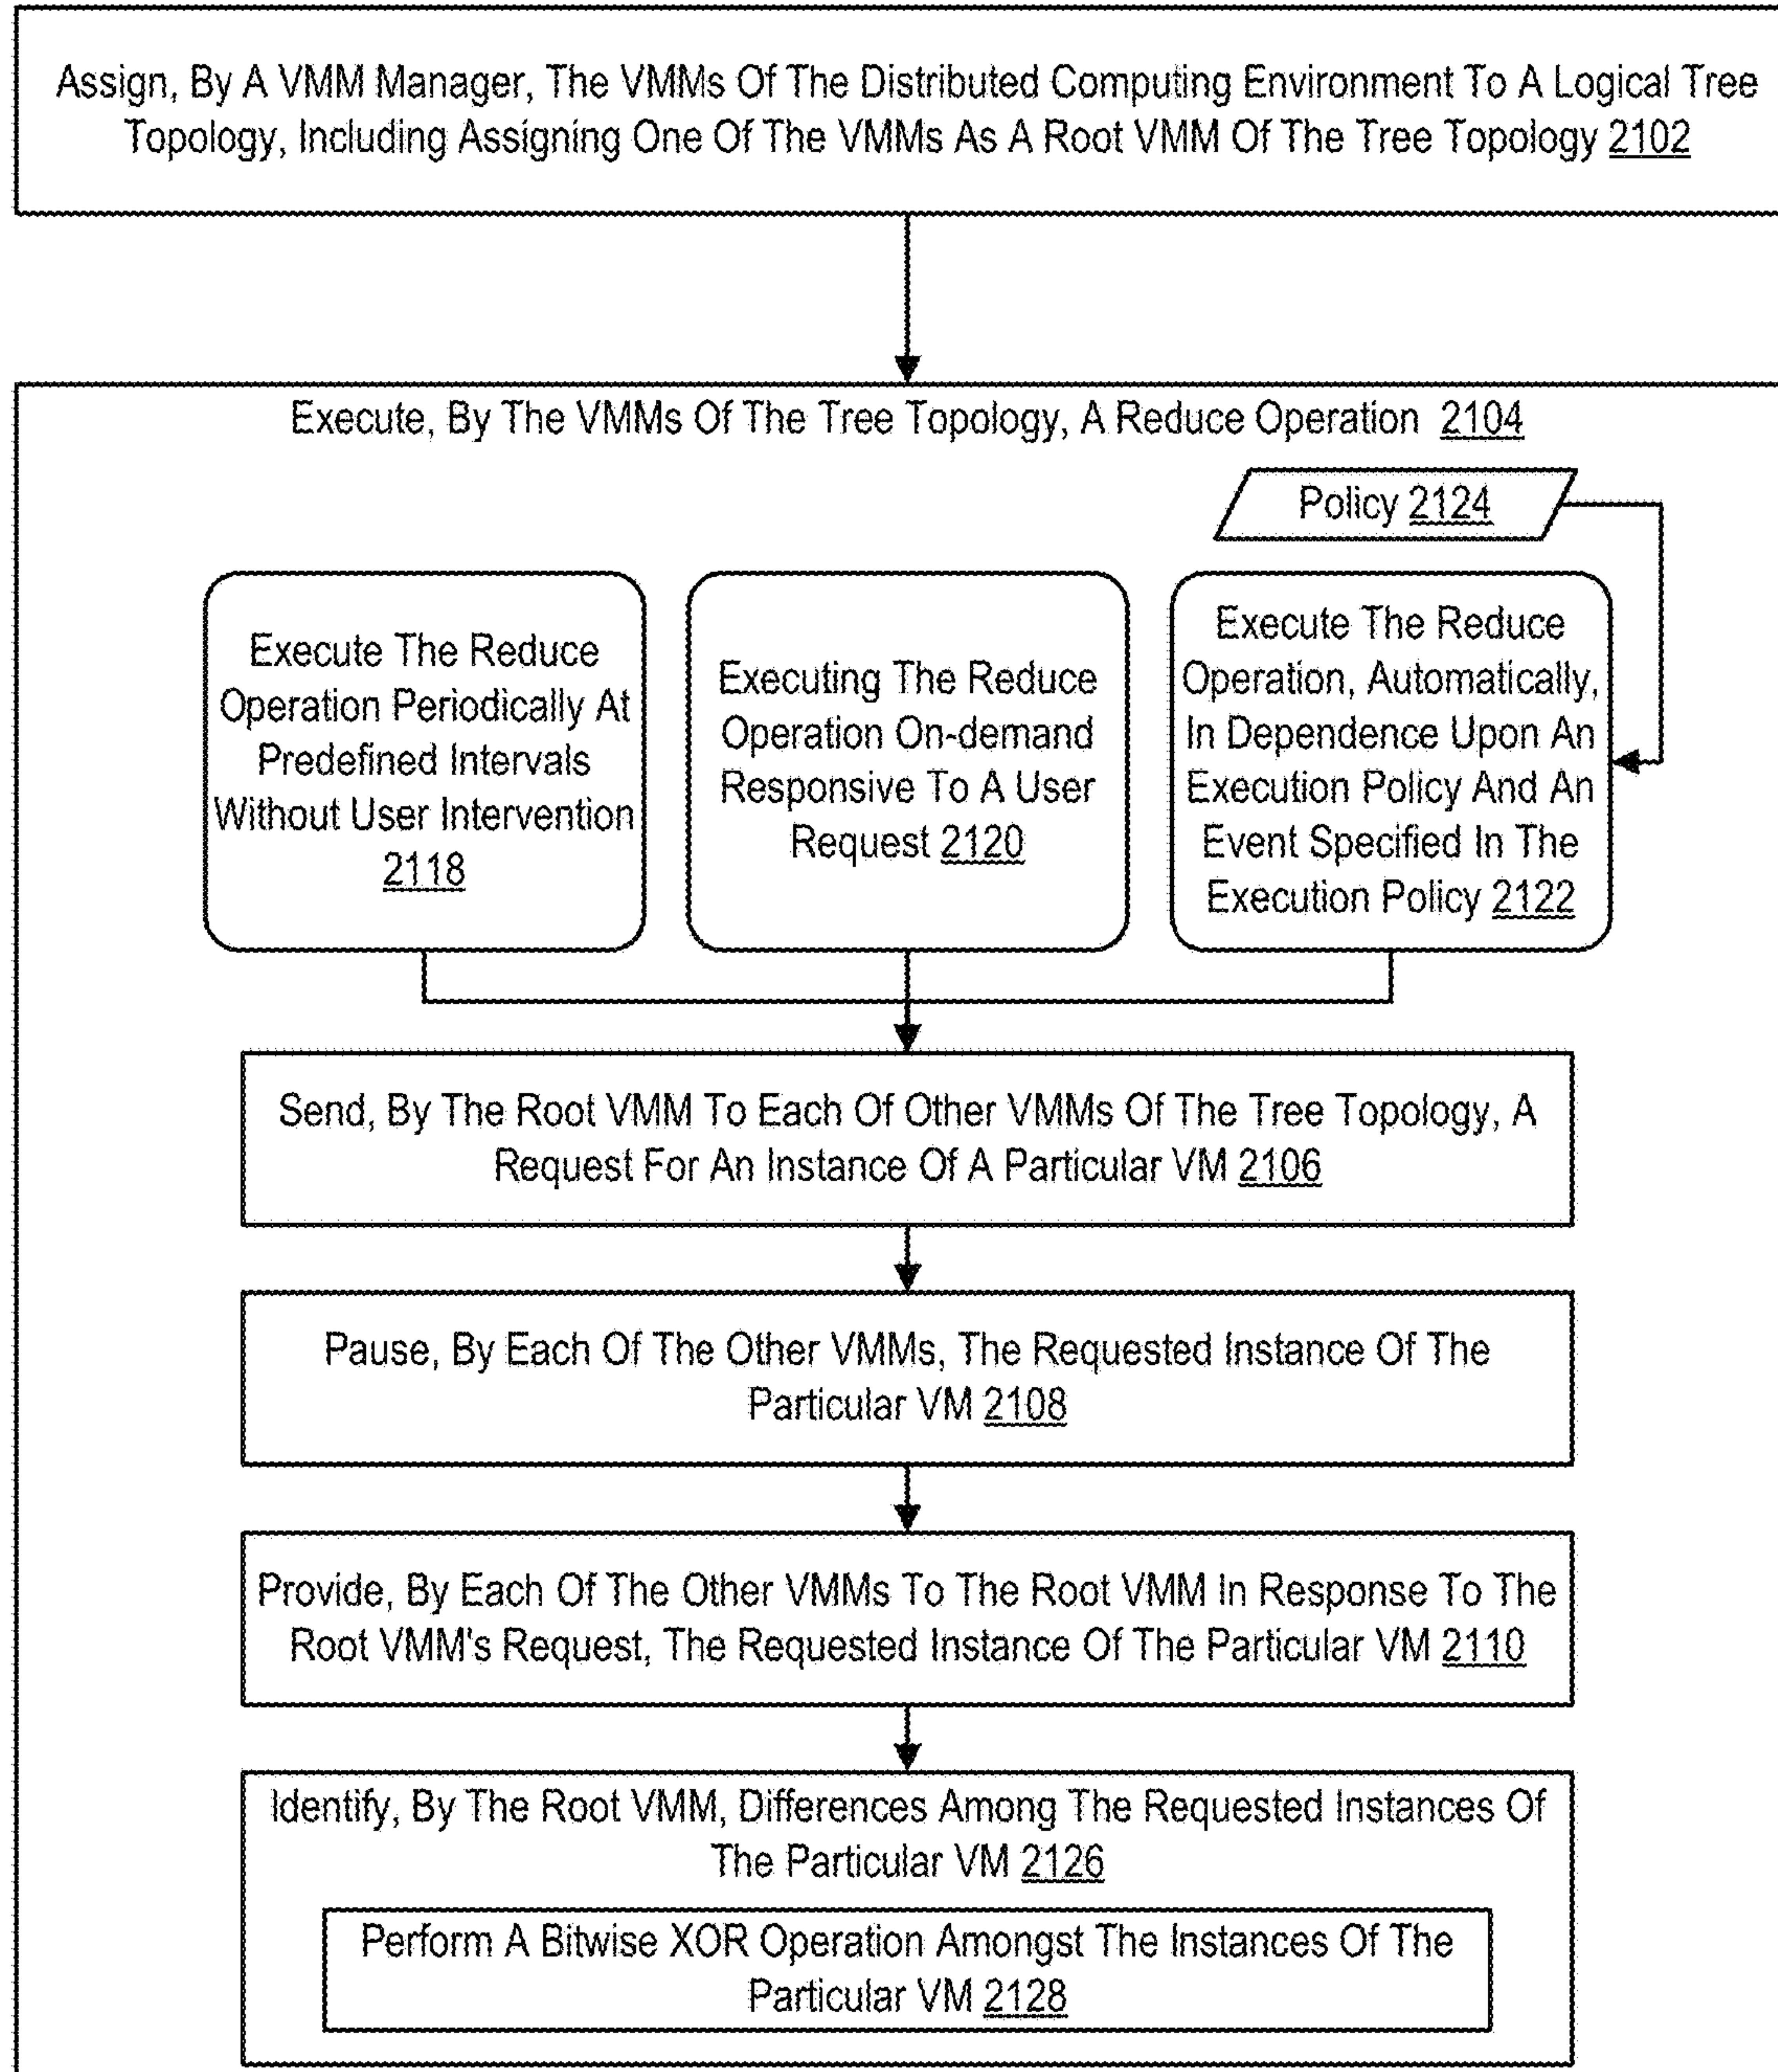 Assign, By A VMM Manager, The VMMs Of The Distributed Computing Environment To A Logical Tree
Topology, Including Assigning One Of The VMMs As A Root VMM Of The Tree Topology 2102
Execute, By The VMMs Of The Tree Topology, A Reduce Operation 2104
Policy 2124
Execute The Reduce
Operation Periodically At
Predefined Intervals
Without User Intervention
2118
Executing The Reduce
Operation On-demand
Responsive To A User
Request 2120
Execute The Reduce
Operation, Automatically,
In Dependence Upon An
Execution Policy And An
Event Specified In The
Execution Policy 2122
Send, By The Root VMM To Each Of Other VMMs Of The Tree Topology, A
Request For An Instance Of A Particular VM 2106
Pause, By Each Of The Other VMMs, The Requested Instance Of The
Particular VM 2108
Provide, By Each Of The Other VMMs To The Root VMM In Response To The
Root VMM's Request, The Requested Instance Of The Particular VM 2110
Identify, By The Root VMM, Differences Among The Requested Instances Of
The Particular VM 2126
Perform A Bitwise XOR Operation Amongst The Instances Of The
Particular VM 2128